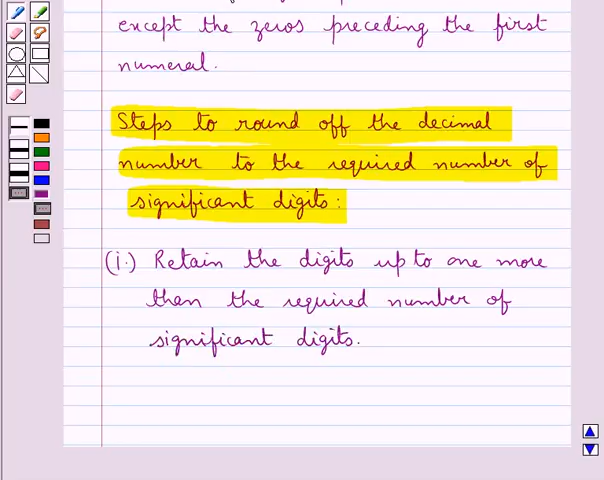 except the zeros preceding the first
numeral.
Steps to round off the decimal
number to the required number of
significant digits:
(i.) Retain the digits up to one more
than the required number of
significant digits.